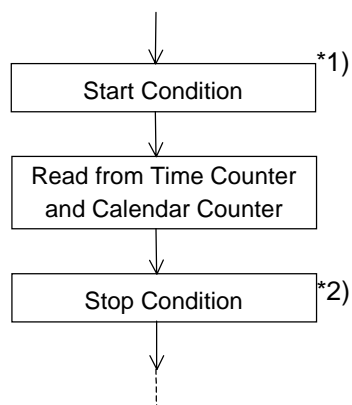 *1)
Start Condition
Read from Time Counter
and Calendar Counter
*2)
Stop Condition